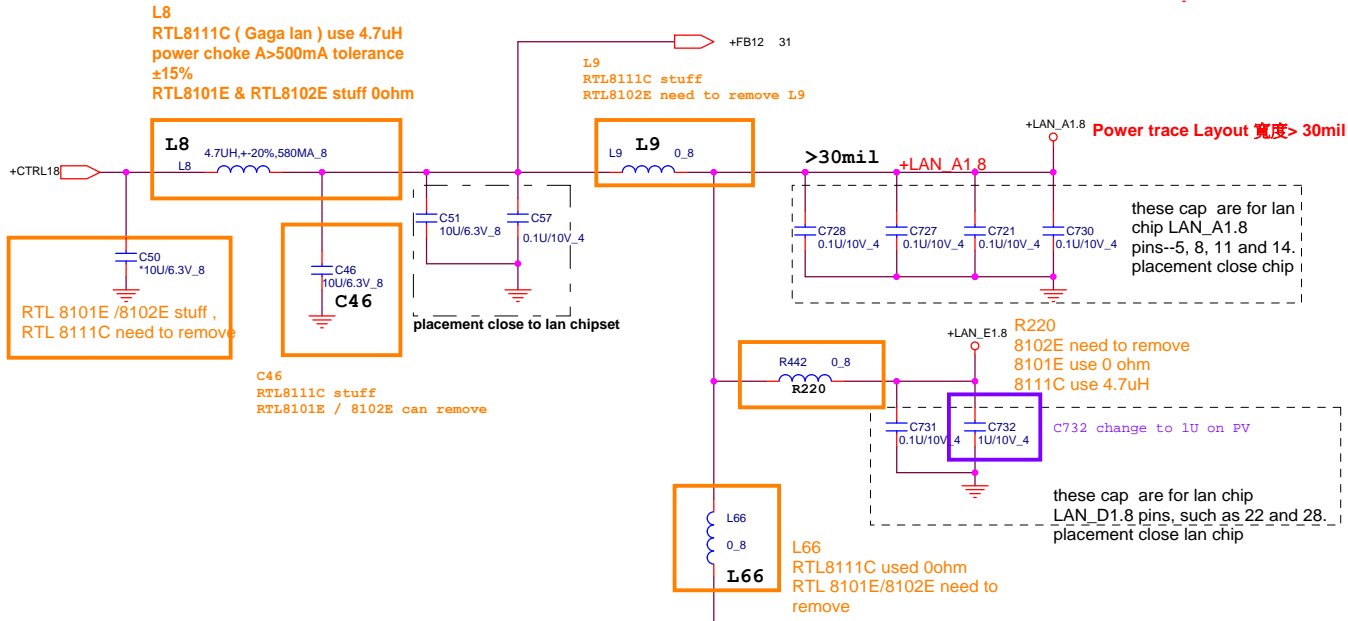 L8
RTL8111C ( Gaga lan ) use 4.7uH
power choke A>500mA tolerance
±15%
RTL8101E & RTL8102E stuff 0ohm
+FB12 31
L9
RTL8111C stuff
RTL8102E need to remove L9
+CTRL18
L8
L8
4.7UH,+-20%,580MA_8
L9
L9
0_8
>30mil
+LAN_A1.8
+LAN_A1.8
Power trace Layout 寬度> 30mil
C50
*10U/6.3V_8
RTL 8101E /8102E stuff ,
RTL 8111C need to remove
C46
10U/6.3V_8
C46
C51
10U/6.3V_8
C57
0.1U/10V_4
placement close to lan chipset
C46
RTL8111C stuff
RTL8101E / 8102E can remove
C728
0.1U/10V_4
C727
0.1U/10V_4
C721
0.1U/10V_4
C730
0.1U/10V_4
these cap are for lan
chip LAN_A1.8
pins--5, 8, 11 and 14.
placement close chip
R442 0_8
R220
+LAN_E1.8
R220
8102E need to remove
8101E use 0 ohm
8111C use 4.7uH
C731
0.1U/10V_4
C732
1U/10V_4
C732 change to 1U on PV
these cap are for lan chip
LAN_D1.8 pins, such as 22 and 28.
placement close lan chip
L66
0_8
L66
L66
RTL8111C used 0ohm
RTL 8101E/8102E need to
remove